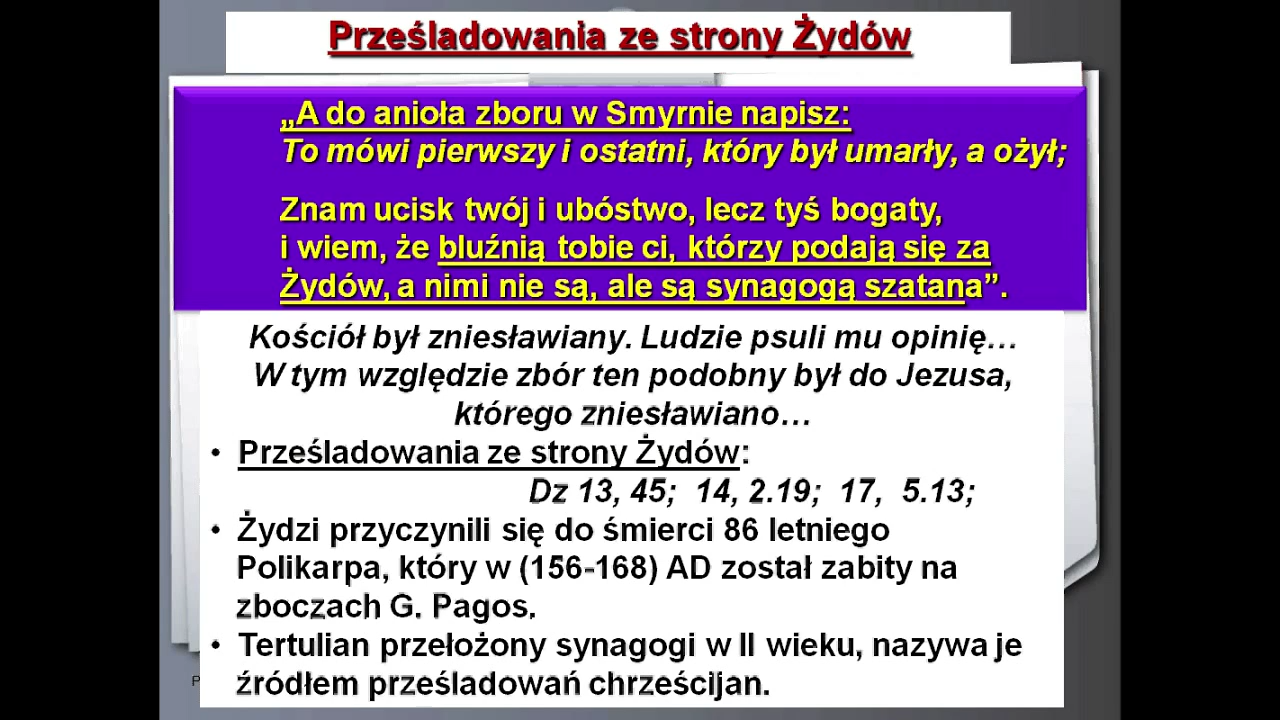 Prześladowania ze strony Żydów
„A do anioła zboru w Smyrnie napisz:
To mówi pierwszy i ostatni, który był umarły, a ożył;
Znam ucisk twój i ubóstwo, lecz tyś bogaty,
i wiem, że bluźnią tobie ci, którzy podają się za
Żydów, a nimi nie są, ale są synagogą szatana”.
Kościół był zniesławiany. Ludzie psuli mu opinię…
W tym względzie zbór ten podobny był do Jezusa,
którego zniesławiano…
• Prześladowania ze strony Żydów:
Dz 13, 45; 14, 2.19; 17, 5.13;
• Żydzi przyczynili się do śmierci 86 letniego
Polikarpa, który w (156-168) AD został zabity na
zboczach G. Pagos.
• Tertulian przełożony synagogi w II wieku, nazywa je
źródłem prześladowań chrześcijan.